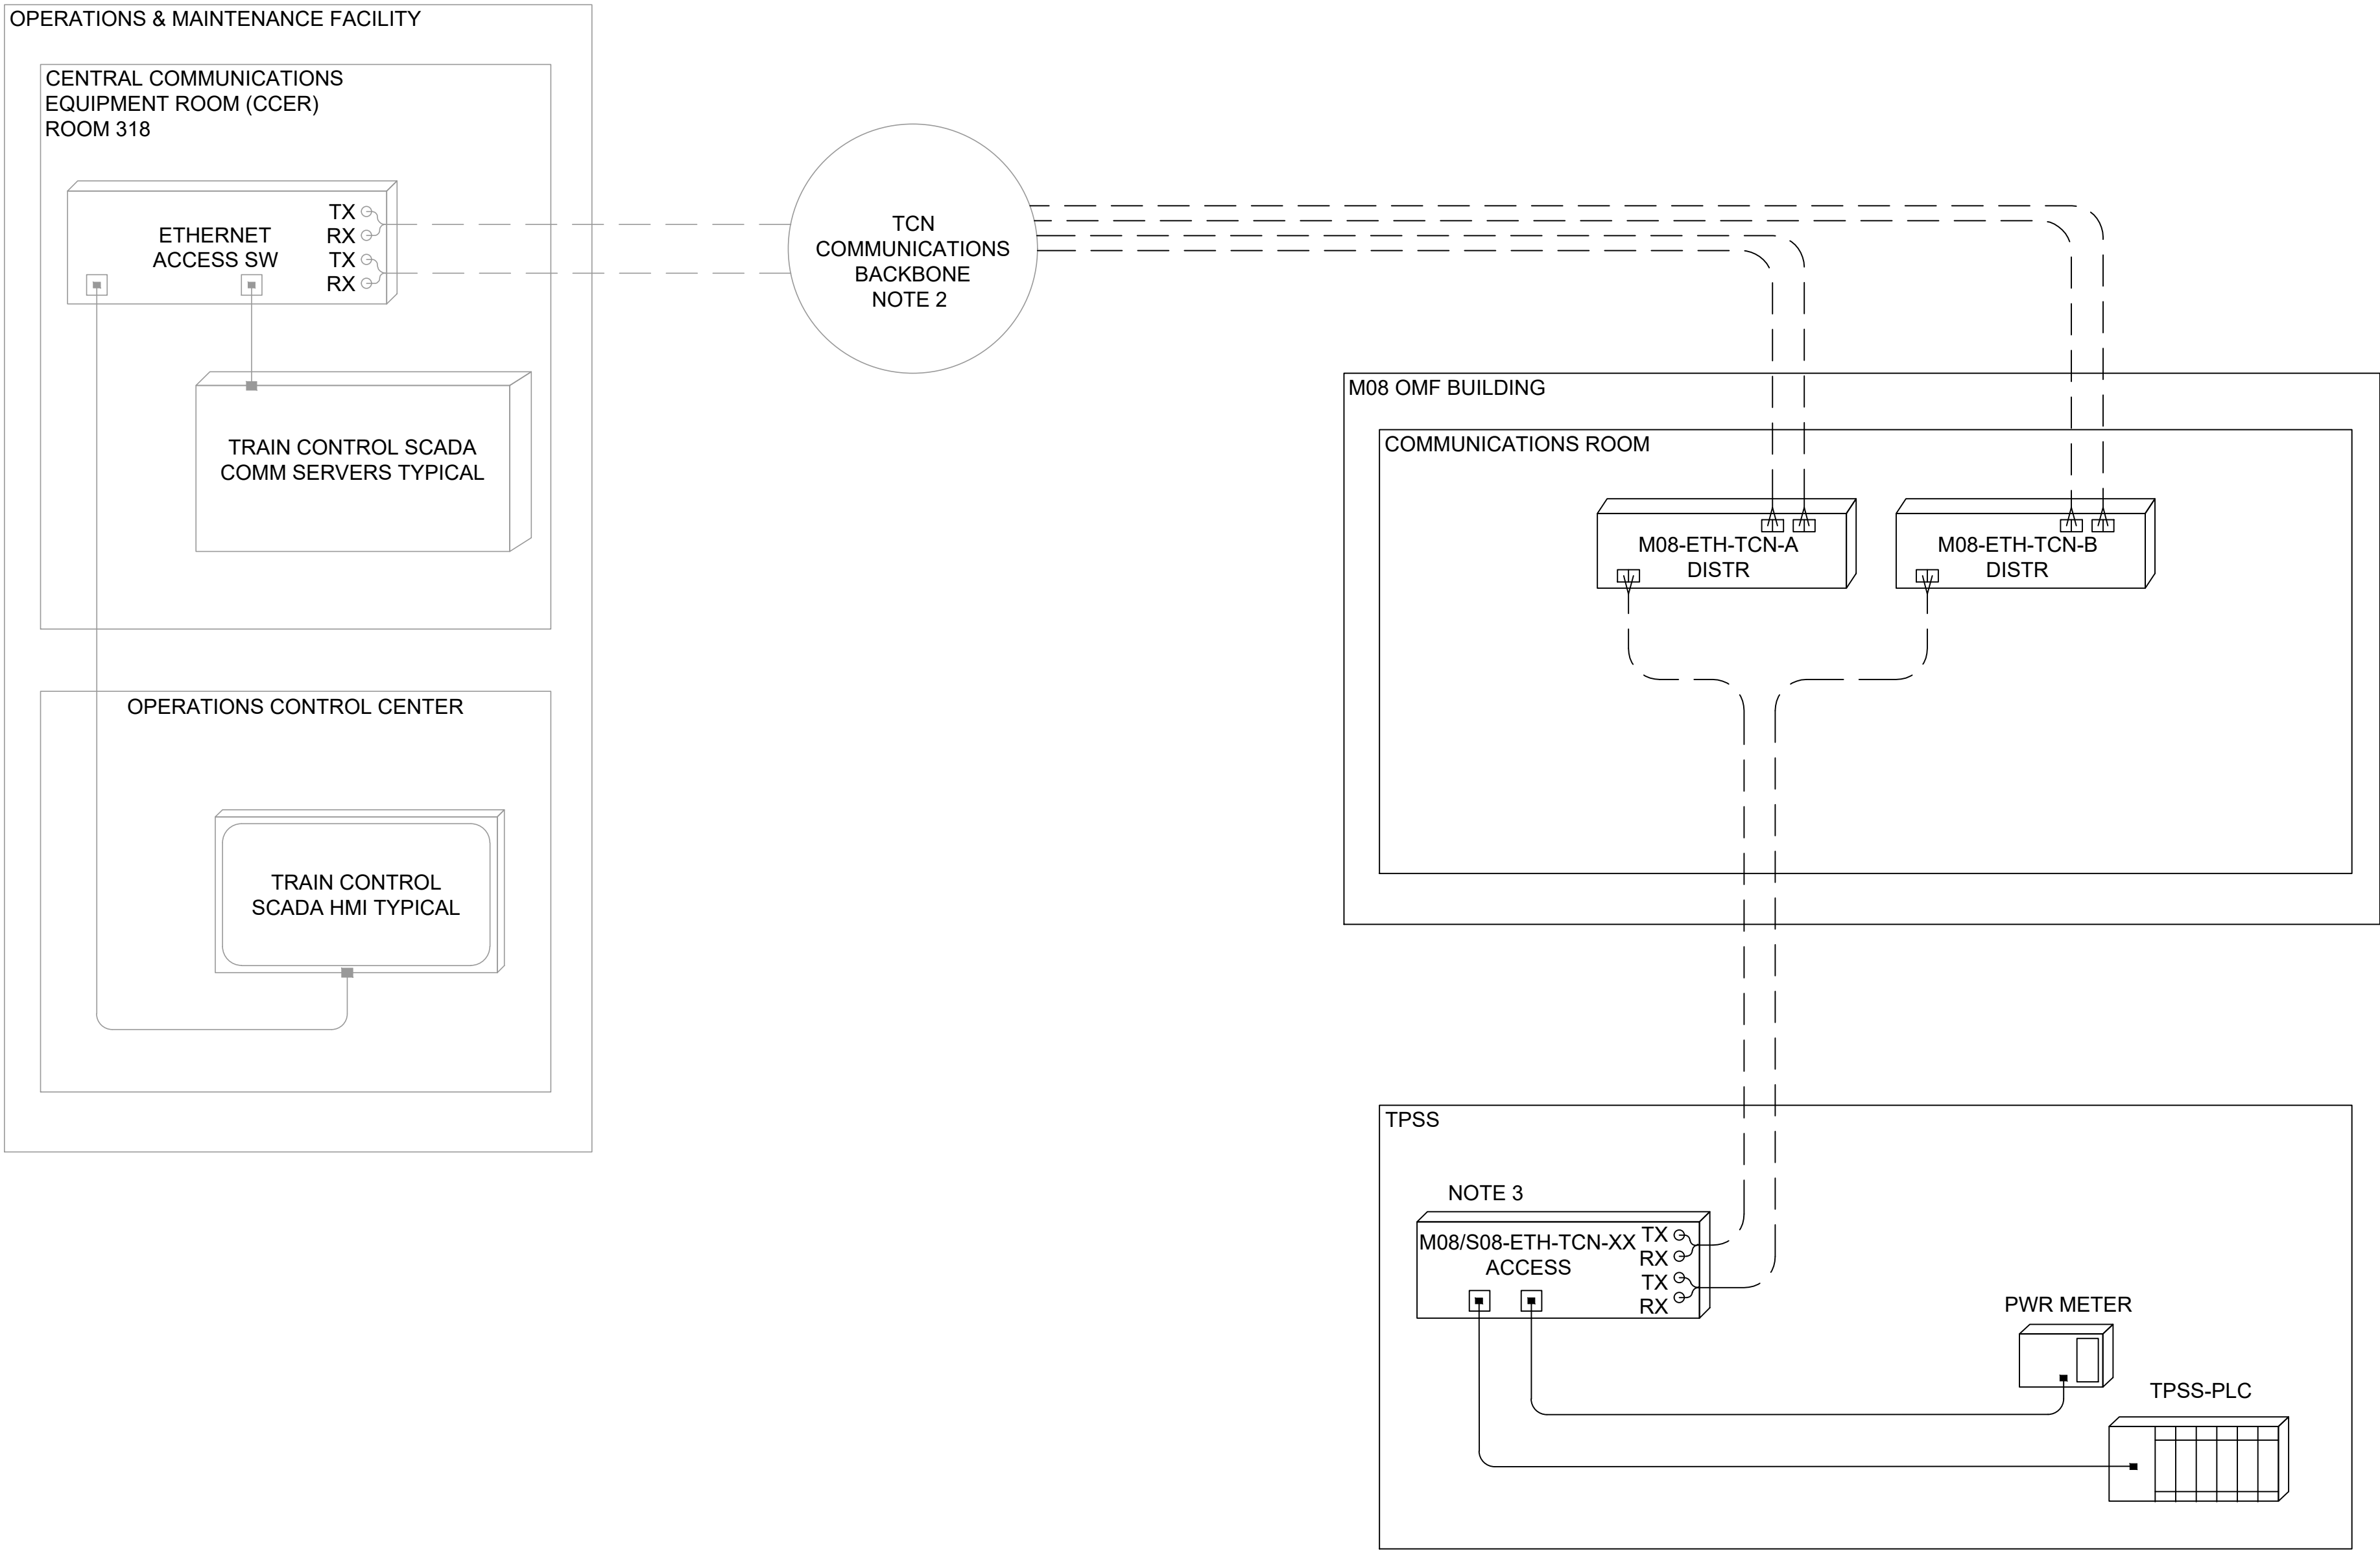 OPERATIONS & MAINTENANCE FACILITY
CENTRAL COMMUNICATIONS
EQUIPMENT ROOM (CCER)
ROOM 318
ETHERNET
ACCESS SW
TX
RX
TX
RX
TRAIN CONTROL SCADA
COMM SERVERS TYPICAL
OPERATIONS CONTROL CENTER
TRAIN CONTROL
SCADA HMI TYPICAL
TCN
COMMUNICATIONS
BACKBONE
NOTE 2
M08 OMF BUILDING
COMMUNICATIONS ROOM
M08-ETH-TCN-A
DISTR
M08-ETH-TCN-B
DISTR
TPSS
NOTE 3
M08/S08-ETH-TCN-XX
ACCESS
TX
RX
TX
RX
PWR METER
TPSS-PLC